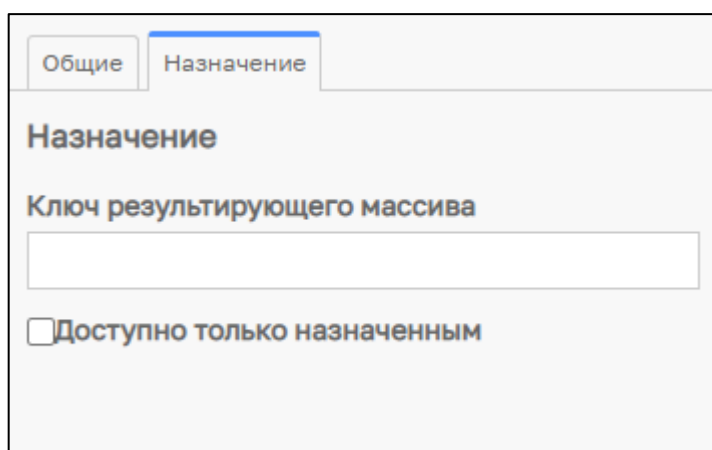 Общие Назначение
Назначение
Ключ результирующего массива
Доступно только назначенным